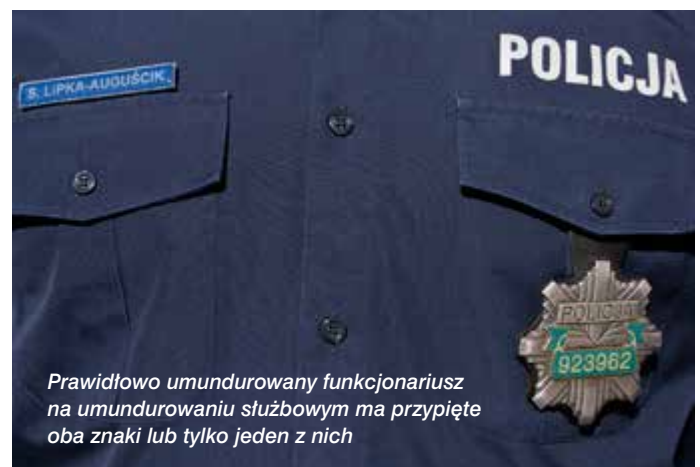 S. LIPKA-AUGUŚCIK
POLICJA
POLICJA
923962
Prawidłowo umundurowany funkcjonariusz
na umundurowaniu służbowym ma przypięte
oba znaki lub tylko jeden z nich